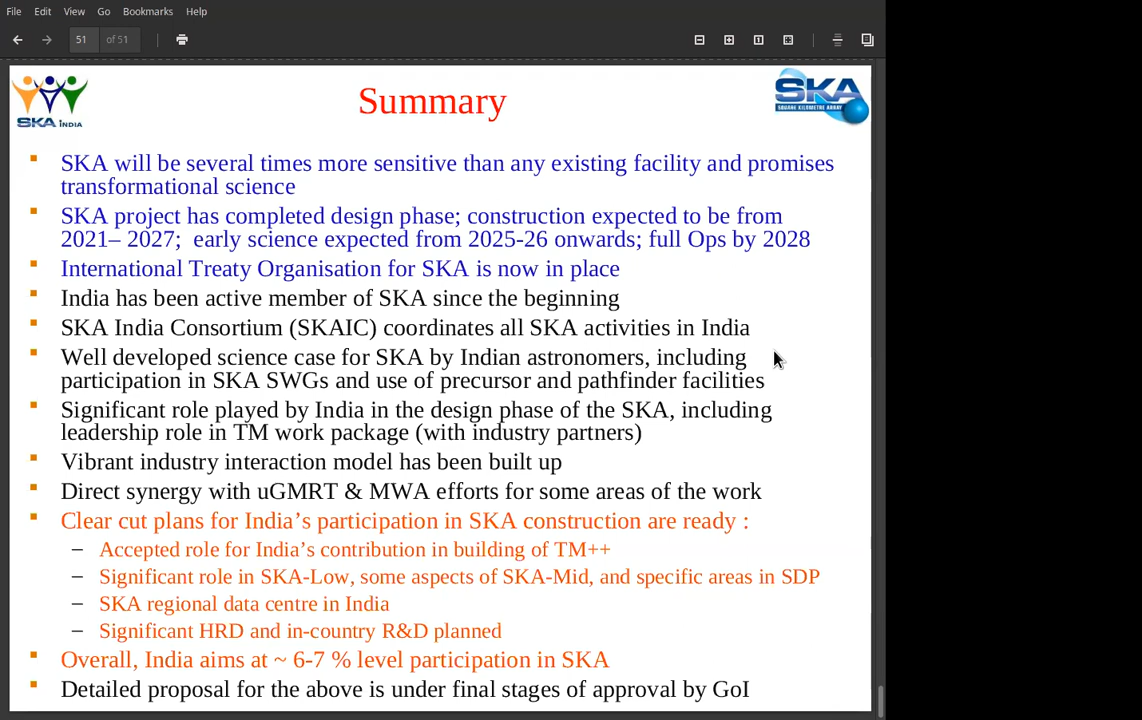 File Edit View Go Bookmarks Help
51 of 51
SKA INDIA
Summary
SKA
SQUARE KILOMETRE ARRAY
SKA will be several times more sensitive than any existing facility and promises
transformational science
SKA project has completed design phase; construction expected to be from
2021– 2027;  early science expected from 2025-26 onwards; full Ops by 2028
International Treaty Organisation for SKA is now in place
India has been active member of SKA since the beginning
SKA India Consortium (SKAIC) coordinates all SKA activities in India
Well developed science case for SKA by Indian astronomers, including
participation in SKA SWGs and use of precursor and pathfinder facilities
Significant role played by India in the design phase of the SKA, including
leadership role in TM work package (with industry partners)
Vibrant industry interaction model has been built up
Direct synergy with uGMRT & MWA efforts for some areas of the work
Clear cut plans for India’s participation in SKA construction are ready :
– Accepted role for India’s contribution in building of TM++
– Significant role in SKA-Low, some aspects of SKA-Mid, and specific areas in SDP
– SKA regional data centre in India
– Significant HRD and in-country R&D planned
Overall, India aims at ~ 6-7 % level participation in SKA
Detailed proposal for the above is under final stages of approval by GoI